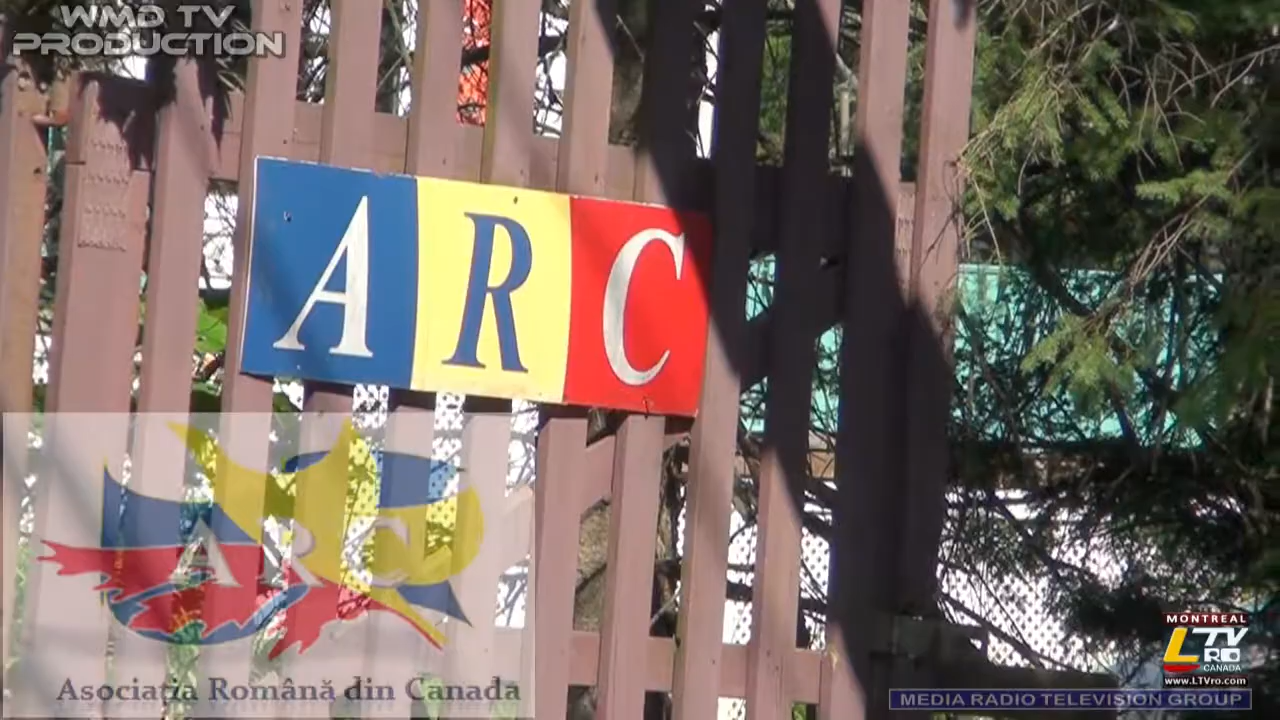 WMD TV
PRODUCTION
ARC
ARC
Asociația Română din Canada
MONTREAL
LTV
RO
CANADA
www.LTVro.com
MEDIA RADIO TELEVISION GROUP